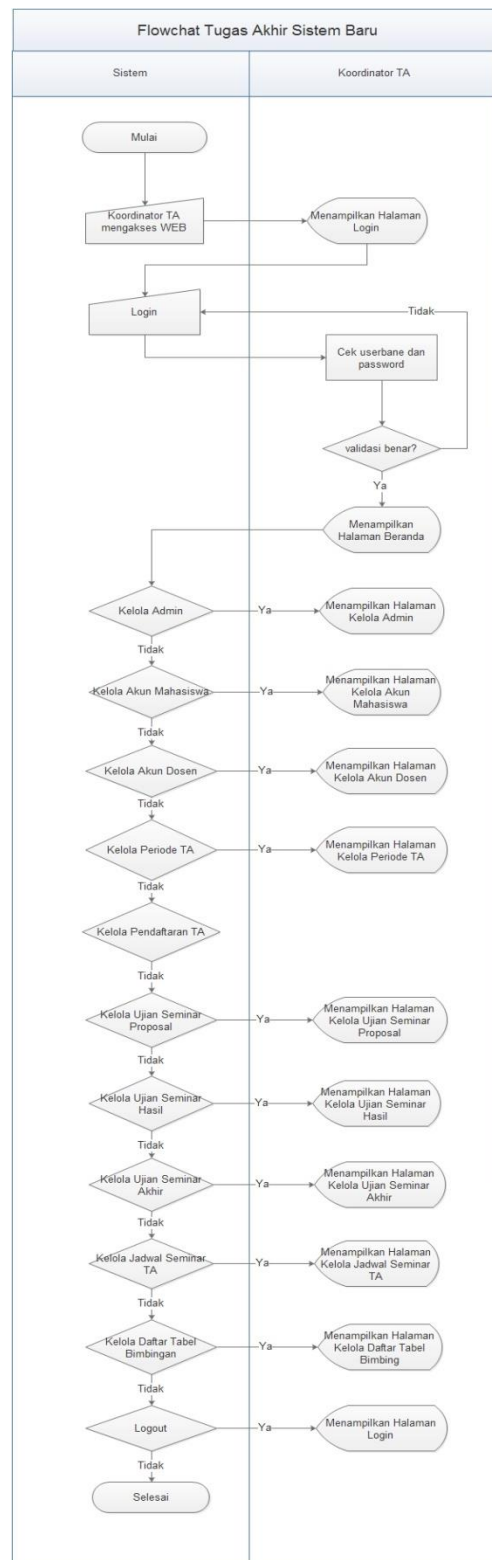 Flowchat Tugas Akhir Sistem Baru
Sistem
Koordinator TA
Mulai
Koordinator TA
mengakses WEB
Menampilkan Halaman
Login
Login
Tidak
Cek userbane dan
password
validasi benar?
Ya
Menampilkan
Halaman Beranda
Kelola Admin
Ya
Menampilkan Halaman
Kelola Admin
Tidak
Kelola Akun Mahasiswa
Ya
Menampilkan Halaman
Kelola Akun
Mahasiswa
Tidak
Kelola Akun Dosen
Ya
Menampilkan Halaman
Kelola Akun Dosen
Tidak
Kelola Periode TA
Ya
Menampilkan Halaman
Kelola Periode TA
Tidak
Kelola Pendaftaran TA
Tidak
Kelola Ujian Seminar
Proposal
Ya
Menampilkan Halaman
Kelola Ujian Seminar
Proposal
Tidak
Kelola Ujian Seminar
Hasil
Ya
Menampilkan Halaman
Kelola Ujian Seminar
Hasil
Tidak
Kelola Ujian Seminar
Akhir
Ya
Menampilkan Halaman
Kelola Ujian Seminar
Akhir
Tidak
Kelola Jadwal Seminar
TA
Ya
Menampilkan Halaman
Kelola Jadwal Seminar
TA
Tidak
Kelola Daftar Tabel
Bimbingan
Ya
Menampilkan Halaman
Kelola Daftar Tabel
Bimbing
Tidak
Logout
Ya
Menampilkan Halaman
Login
Tidak
Selesai